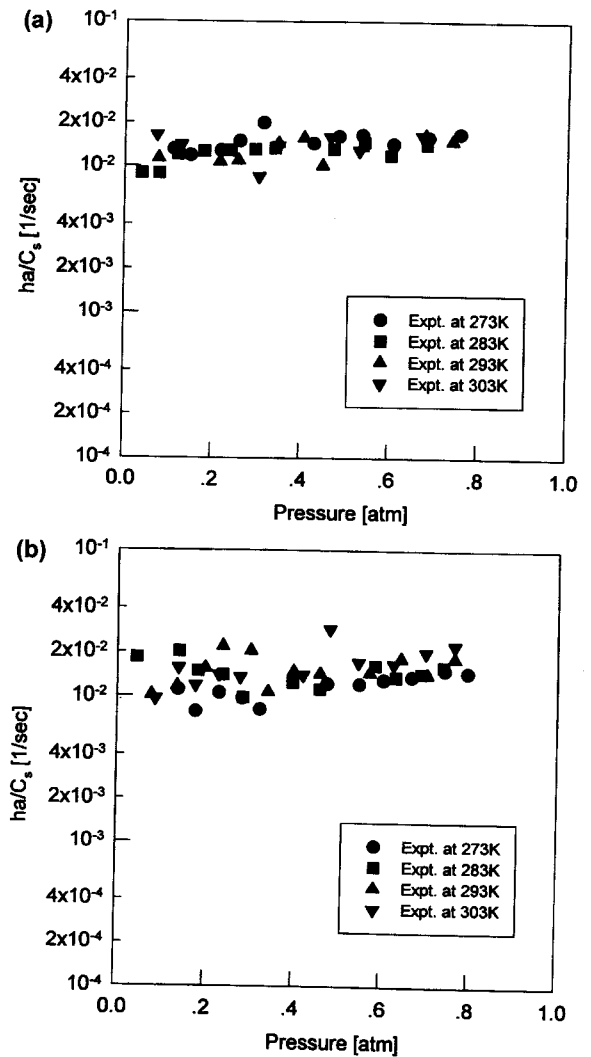 (a)
10⁻¹
4x10⁻²
2x10⁻²
10⁻²
4x10⁻³
2x10⁻³
10⁻³
4x10⁻⁴
2x10⁻⁴
10⁻⁴
ha/Cₛ [1/sec]
Expt. at 273K
Expt. at 283K
Expt. at 293K
Expt. at 303K
0.0 .2 .4 .6 .8 1.0
Pressure [atm]
(b)
10⁻¹
4x10⁻²
2x10⁻²
10⁻²
2x10⁻³
10⁻³
4x10⁻⁴
2x10⁻⁴
10⁻⁴
ha/Cₛ [1/sec]
Expt. at 273K
Expt. at 283K
Expt. at 293K
Expt. at 303K
0.0 .2 .4 .6 .8 1.0
Pressure [atm]